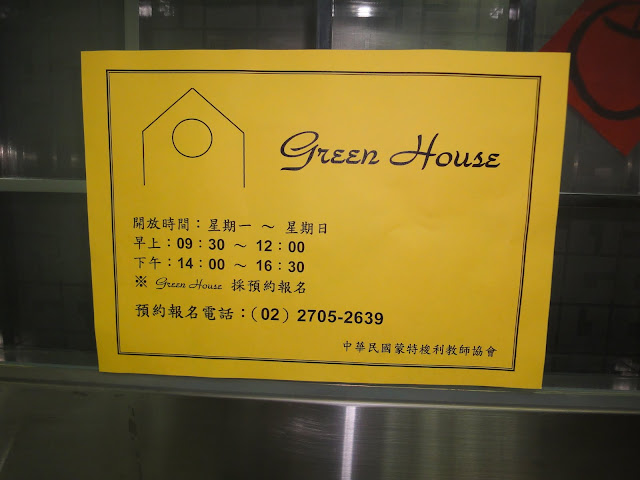 Green House
開放時間：星期一 ～ 星期日
早上：09：30 ～ 12：00
下午：14：00 ～ 16：30
※ Green House 採預約報名
預約報名電話：（02）2705-2639
中華民國蒙特梭利教師協會